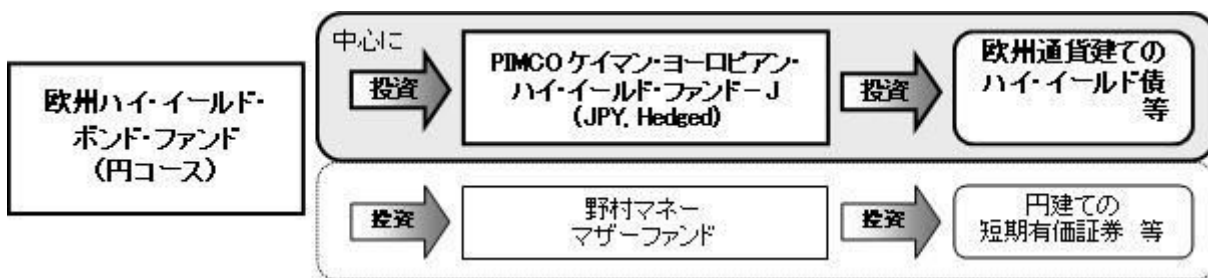 欧州ハイ・イールド・
ボンド・ファンド
（円コース）
中心に
投資
PIMCO ケイマン・ヨーロピアン・
ハイ・イールド・ファンド－J
(JPY, Hedged)
投資
欧州通貨建ての
ハイ・イールド債
等
投資
野村マネー
マザーファンド
投資
円建ての
短期有価証券 等